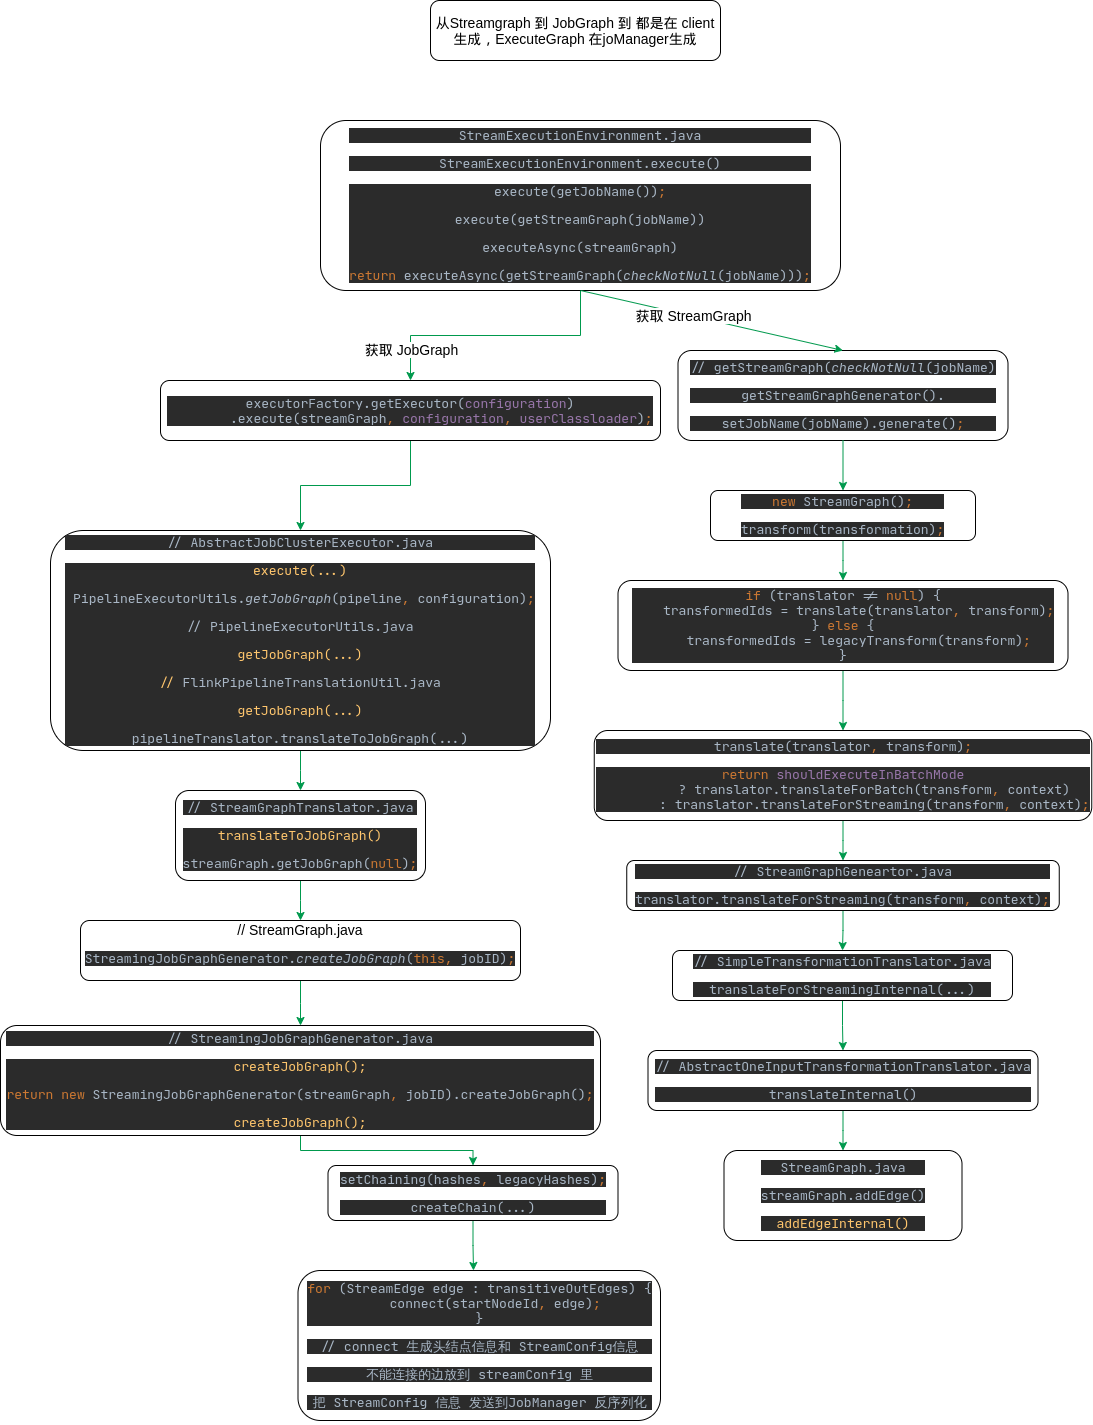 从Streamgraph 到 JobGraph 到 都是在 client
生成，ExecuteGraph 在joManager生成
StreamExecutionEnvironment.java
StreamExecutionEnvironment.execute()
execute(getJobName());
execute(getStreamGraph(jobName))
executeAsync(streamGraph)
return executeAsync(getStreamGraph(checkNotNull(jobName)));
获取 JobGraph
获取 StreamGraph
executorFactory.getExecutor(configuration)
.execute(streamGraph, configuration, userClassloader);
// AbstractJobClusterExecutor.java
execute(...)
PipelineExecutorUtils.getJobGraph(pipeline, configuration);
// PipelineExecutorUtils.java
getJobGraph(...)
// FlinkPipelineTranslationUtil.java
getJobGraph(...)
pipelineTranslator.translateToJobGraph(...)
// StreamGraphTranslator.java
translateToJobGraph()
streamGraph.getJobGraph(null);
// StreamGraph.java
StreamingJobGraphGenerator.createJobGraph(this, jobID);
// StreamingJobGraphGenerator.java
createJobGraph();
return new StreamingJobGraphGenerator(streamGraph, jobID).createJobGraph();
createJobGraph();
setChaining(hashes, legacyHashes);
createChain(...)
for (StreamEdge edge : transitiveOutEdges) {
connect(startNodeId, edge);
}
// connect 生成头结点信息和 StreamConfig信息
不能连接的边放到 streamConfig 里
把 StreamConfig 信息 发送到JobManager 反序列化
// getStreamGraph(checkNotNull(jobName)
getStreamGraphGenerator().
setJobName(jobName).generate();
new StreamGraph();
transform(transformation);
if (translator != null) {
transformedIds = translate(translator, transform);
} else {
transformedIds = legacyTransform(transform);
}
translate(translator, transform);
return shouldExecuteInBatchMode
? translator.translateForBatch(transform, context)
: translator.translateForStreaming(transform, context);
// StreamGraphGeneartor.java
translator.translateForStreaming(transform, context);
// SimpleTransformationTranslator.java
translateForStreamingInternal(...)
// AbstractOneInputTransformationTranslator.java
translateInternal()
StreamGraph.java
streamGraph.addEdge()
addEdgeInternal()